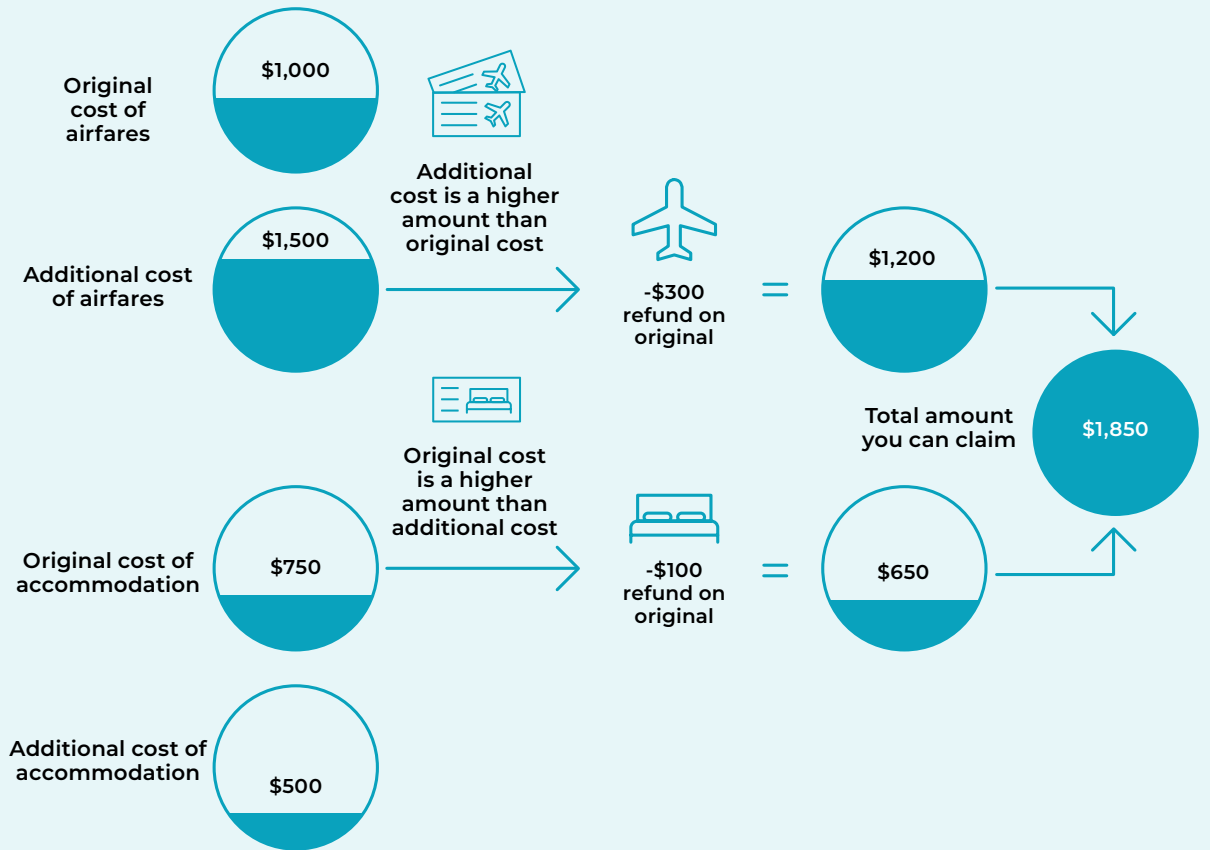 Original
cost of
airfares
$1,000
Additional
cost is a higher
amount than
original cost
Additional cost
of airfares
$1,500
-$300
refund on
original
=
$1,200
Total amount
you can claim
$1,850
Original cost
is a higher
amount than
additional cost
Original cost of
accommodation
$750
-$100
refund on
original
=
$650
Additional cost of
accommodation
$500